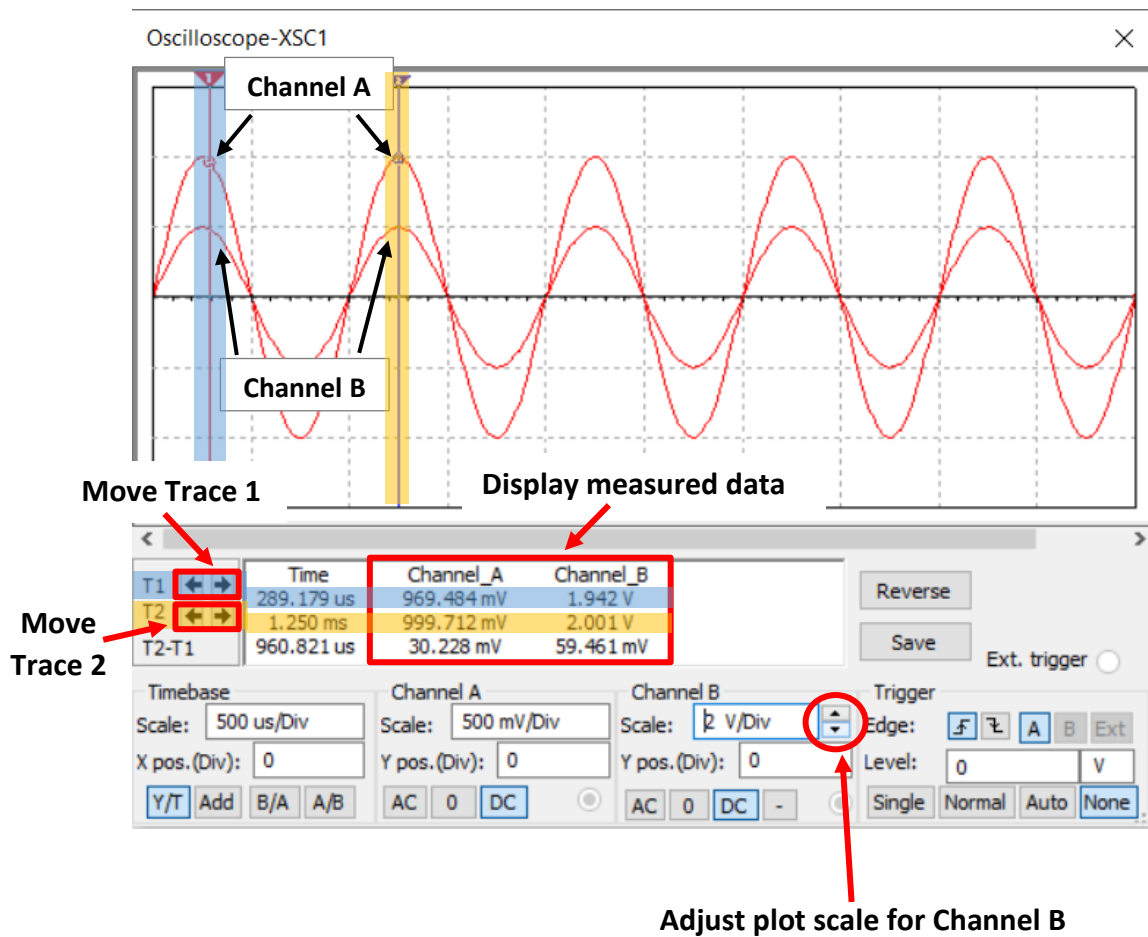 Oscilloscope-XSC1
1
2
Channel A
Channel B
Move Trace 1
Display measured data
Time Channel_A Channel_B
T1 289.179 us 969.484 mV 1.942 V
T2 1.250 ms 999.712 mV 2.001 V
T2-T1 960.821 us 30.228 mV 59.461 mV
Move
Trace 2
Reverse
Save
Ext. trigger
Timebase
Scale: 500 us/Div
X pos.(Div): 0
Y/T Add B/A A/B
Channel A
Scale: 500 mV/Div
Y pos.(Div): 0
AC 0 DC
Channel B
Scale: 2 V/Div
Y pos.(Div): 0
AC 0 DC -
Trigger
Edge: A B Ext
Level: 0 V
Single Normal Auto None
Adjust plot scale for Channel B